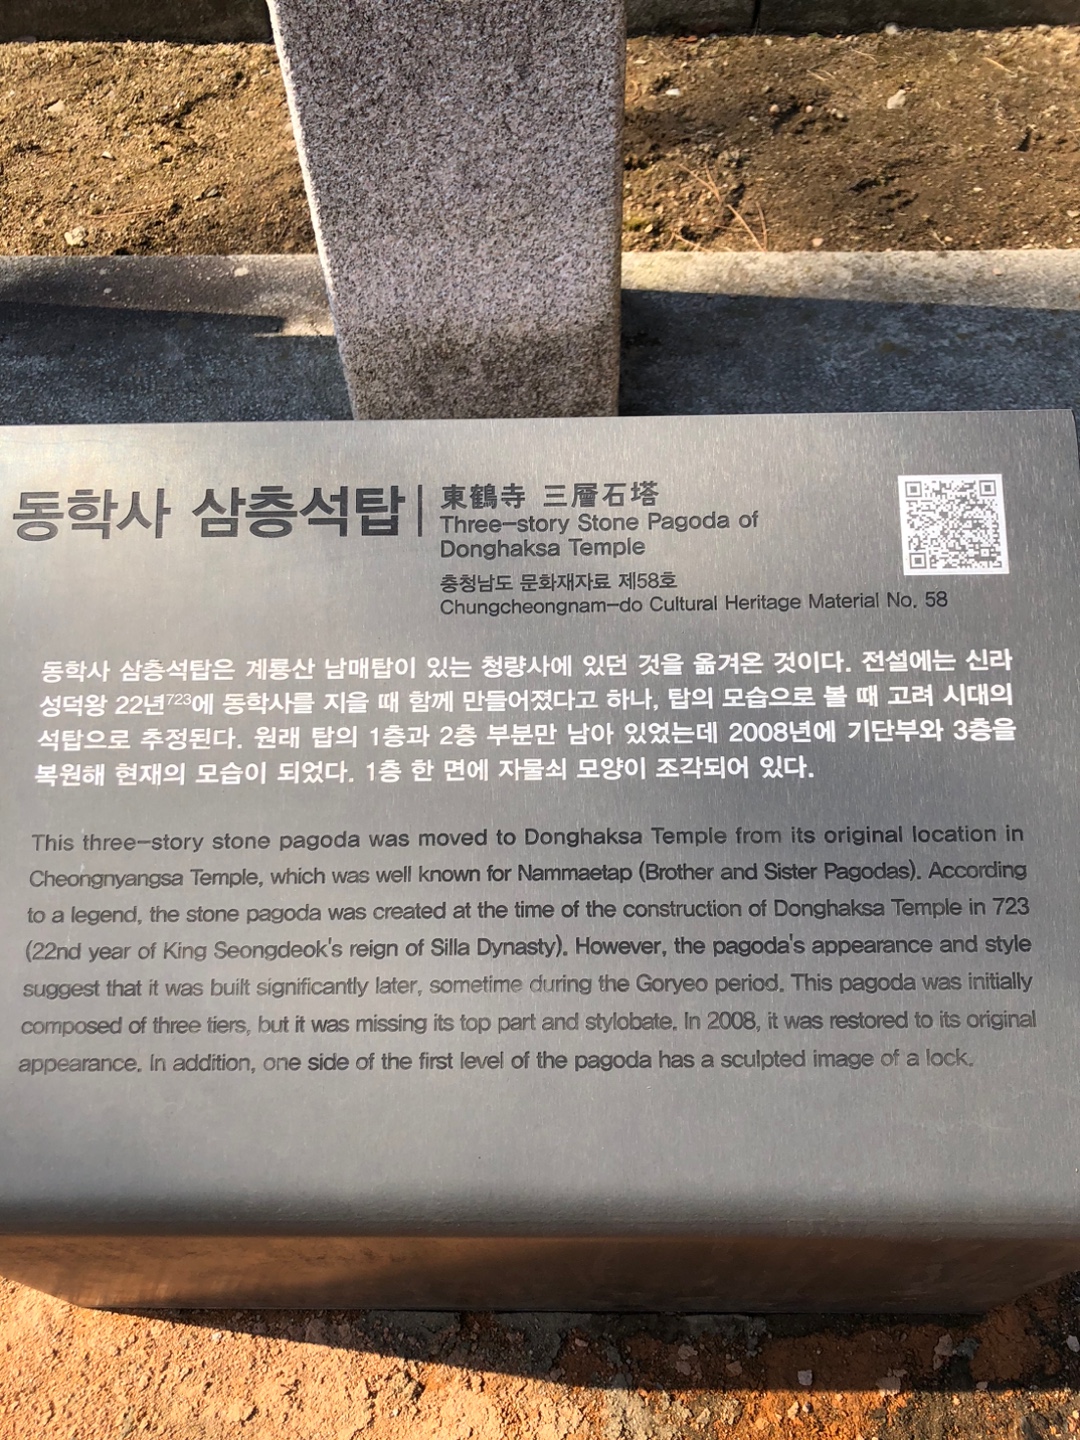 동학사 삼층석탑
東鶴寺 三層石塔
Three-story Stone Pagoda of
Donghaksa Temple
충청남도 문화재자료 제58호
Chungcheongnam-do Cultural Heritage Material No. 58
동학사 삼층석탑은 계룡산 남매탑이 있는 청량사에 있던 것을 옮겨온 것이다. 전설에는 신라
성덕왕 22년723에 동학사를 지을 때 함께 만들어졌다고 하나, 탑의 모습으로 볼 때 고려 시대의
석탑으로 추정된다. 원래 탑의 1층과 2층 부분만 남아 있었는데 2008년에 기단부와 3층을
복원해 현재의 모습이 되었다. 1층 한 면에 자물쇠 모양이 조각되어 있다.
This three-story stone pagoda was moved to Donghaksa Temple from its original location in
Cheongnyangsa Temple, which was well known for Nammaetap (Brother and Sister Pagodas). According
to a legend, the stone pagoda was created at the time of the construction of Donghaksa Temple in 723
(22nd year of King Seongdeok's reign of Silla Dynasty). However, the pagoda's appearance and style
suggest that it was built significantly later, sometime during the Goryeo period. This pagoda was initially
composed of three tiers, but it was missing its top part and stylobate. In 2008, it was restored to its original
appearance. In addition, one side of the first level of the pagoda has a sculpted image of a lock.